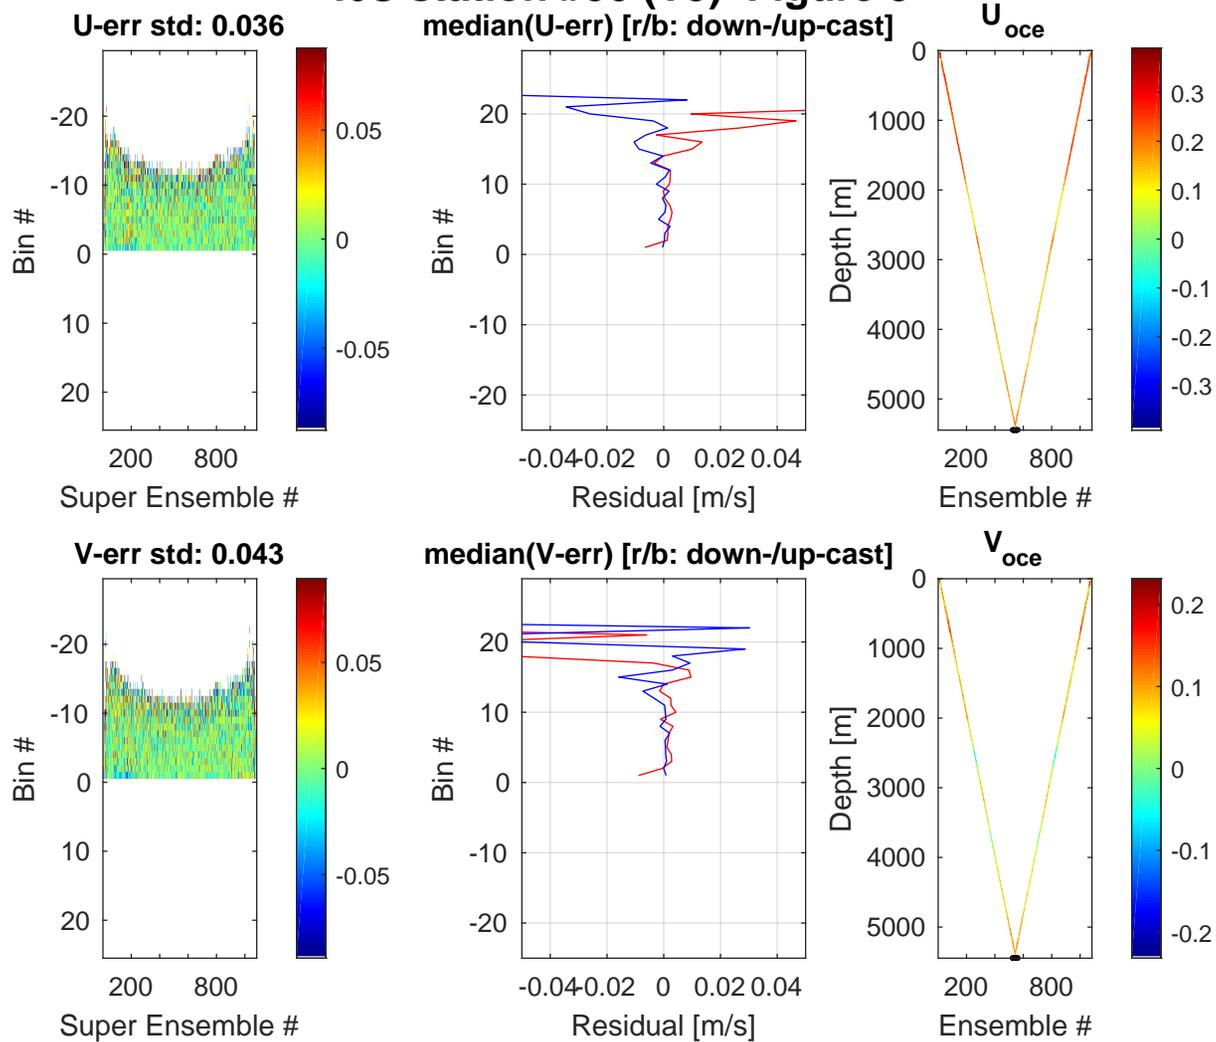 U-err std: 0.036
-20
-10
0
10
20
Bin #
200 800
Super Ensemble #
0.05
0
-0.05
median(U-err) [r/b: down-/up-cast]
20
10
0
-10
-20
Bin #
-0.04 -0.02 0 0.02 0.04
Residual [m/s]
Uoce
0
1000
2000
3000
4000
5000
Depth [m]
200 800
Ensemble #
0.3
0.2
0.1
0
-0.1
-0.2
-0.3
V-err std: 0.043
-20
-10
0
10
20
Bin #
200 800
Super Ensemble #
0.05
0
-0.05
median(V-err) [r/b: down-/up-cast]
20
10
0
-10
-20
Bin #
-0.04 -0.02 0 0.02 0.04
Residual [m/s]
Voce
0
1000
2000
3000
4000
5000
Depth [m]
200 800
Ensemble #
0.2
0.1
0
-0.1
-0.2